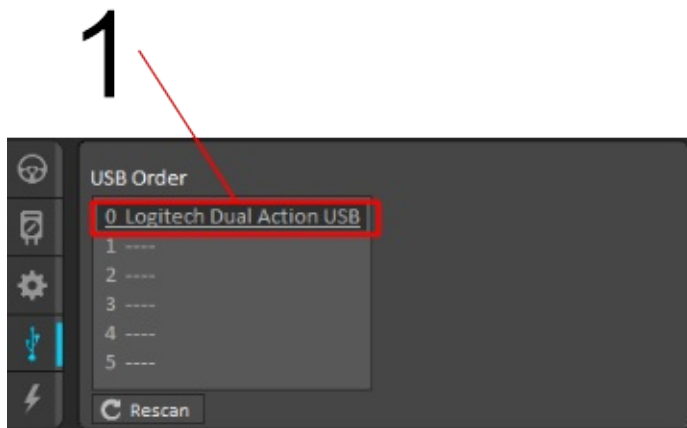 1
USB Order
0 Logitech Dual Action USB
1 ----
2 ----
3 ----
4 ----
5 ----
Rescan